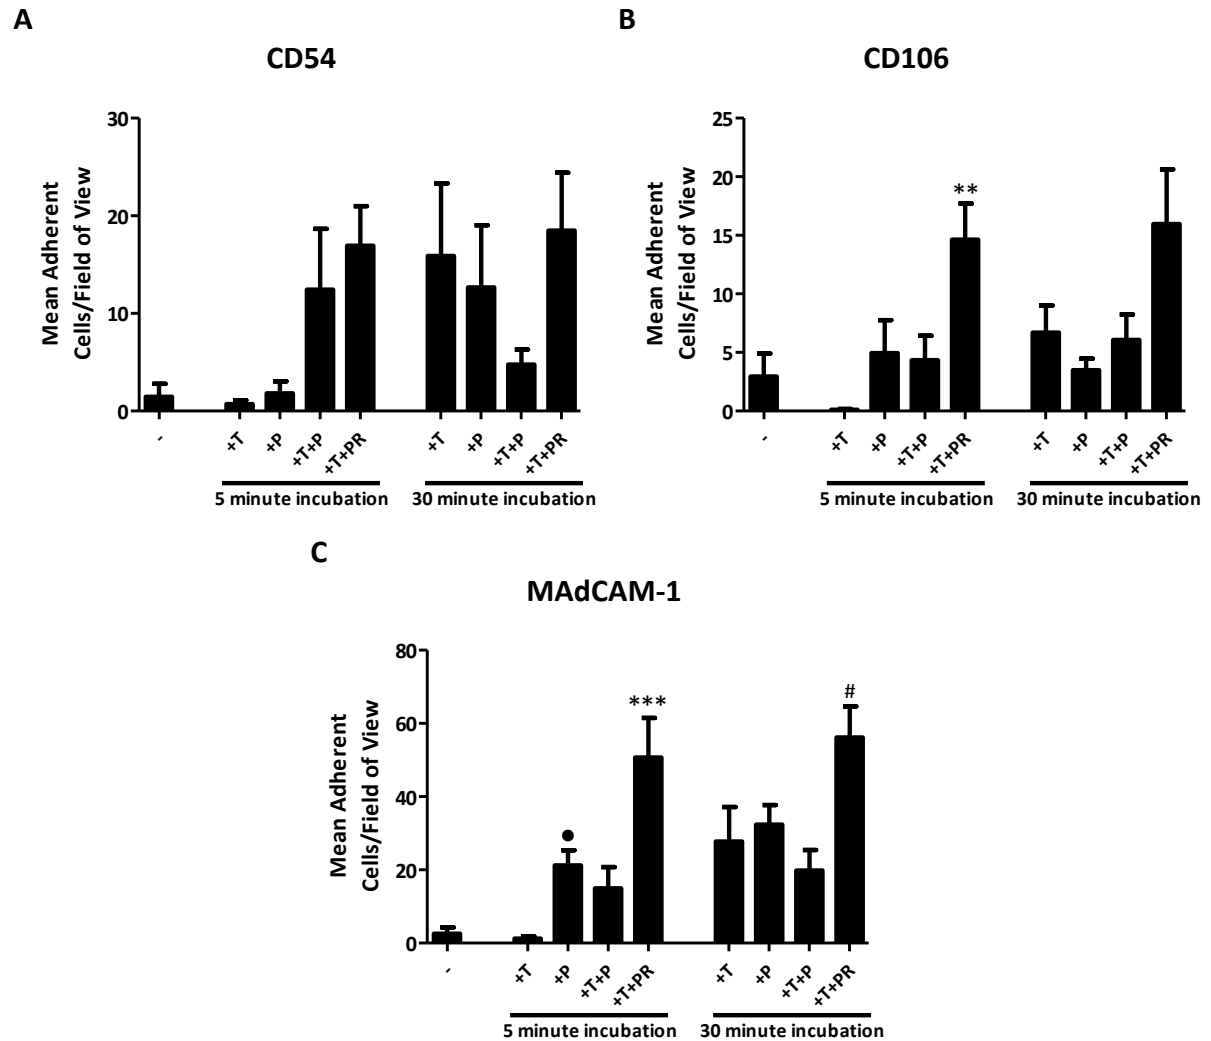 A
CD54
Mean Adherent
Cells/Field of View
30
20
10
0
-
+T
+P
+T+P
+T+PR
+T
+P
+T+P
+T+PR
5 minute incubation
30 minute incubation
B
CD106
Mean Adherent
Cells/Field of View
25
20
15
10
5
0
**
-
+T
+P
+T+P
+T+PR
+T
+P
+T+P
+T+PR
5 minute incubation
30 minute incubation
C
MAdCAM-1
Mean Adherent
Cells/Field of View
80
60
40
20
0
●
***
#
-
+T
+P
+T+P
+T+PR
+T
+P
+T+P
+T+PR
5 minute incubation
30 minute incubation